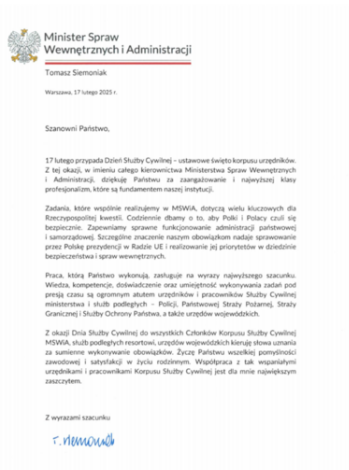 Minister Spraw
Wewnętrznych i Administracji
Tomasz Siemoniak
Warszawa, 17 lutego 2025 r.
Szanowni Państwo,
17 lutego przypada Dzień Służby Cywilnej – ustawowe święto korpusu urzędników.
Z tej okazji, w imieniu całego kierownictwa Ministerstwa Spraw Wewnętrznych
i Administracji, dziękuję Państwu za zaangażowanie i najwyższej klasy
profesjonalizm, które są fundamentem naszej instytucji.
Zadania, które wspólnie realizujemy w MSWiA, dotyczą wielu kluczowych dla
Rzeczypospolitej kwestii. Codziennie dbamy o to, aby Polki i Polacy czuli się
bezpiecznie. Zapewniamy sprawne funkcjonowanie administracji państwowej
i samorządowej. Szczególne znaczenie naszym obowiązkom nadaje sprawowanie
przez Polskę prezydencji w Radzie UE i realizowanie jej priorytetów w dziedzinie
bezpieczeństwa i spraw wewnętrznych.
Praca, którą Państwo wykonują, zasługuje na wyrazy najwyższego szacunku.
Wiedza, kompetencje, doświadczenie oraz umiejętność wykonywania zadań pod
presją czasu są ogromnym atutem urzędników i pracowników Służby Cywilnej
ministerstwa i służb podległych – Policji, Państwowej Straży Pożarnej, Straży
Granicznej i Służby Ochrony Państwa, a także urzędów wojewódzkich.
Z okazji Dnia Służby Cywilnej do wszystkich Członków Korpusu Służby Cywilnej
MSWiA, służb podległych resortowi, urzędów wojewódzkich kieruję słowa uznania
za sumienne wykonywanie obowiązków. Życzę Państwu wszelkiej pomyślności
zawodowej i satysfakcji w życiu rodzinnym. Współpraca z tak wspaniałymi
urzędnikami i pracownikami Korpusu Służby Cywilnej jest dla mnie największym
zaszczytem.
Z wyrazami szacunku
T. Siemoniak